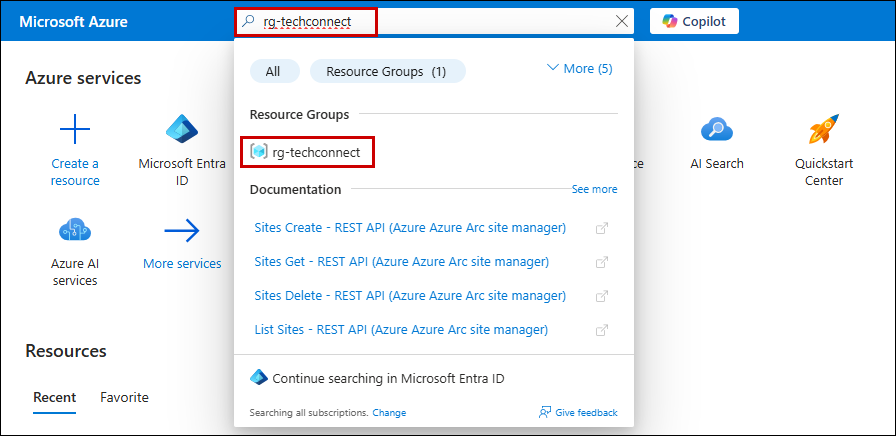 Microsoft Azure
rg-techconnect
Copilot
All
Resource Groups (1)
More (5)
Azure services
Resource Groups
rg-techconnect
Create a
resource
Microsoft Entra
ID
AI Search
Quickstart
Center
Documentation
See more
Sites Create - REST API (Azure Azure Arc site manager)
Sites Get - REST API (Azure Azure Arc site manager)
Sites Delete - REST API (Azure Azure Arc site manager)
List Sites - REST API (Azure Azure Arc site manager)
Azure AI
services
More services
Resources
Recent
Favorite
Continue searching in Microsoft Entra ID
Searching all subscriptions. Change
Give feedback